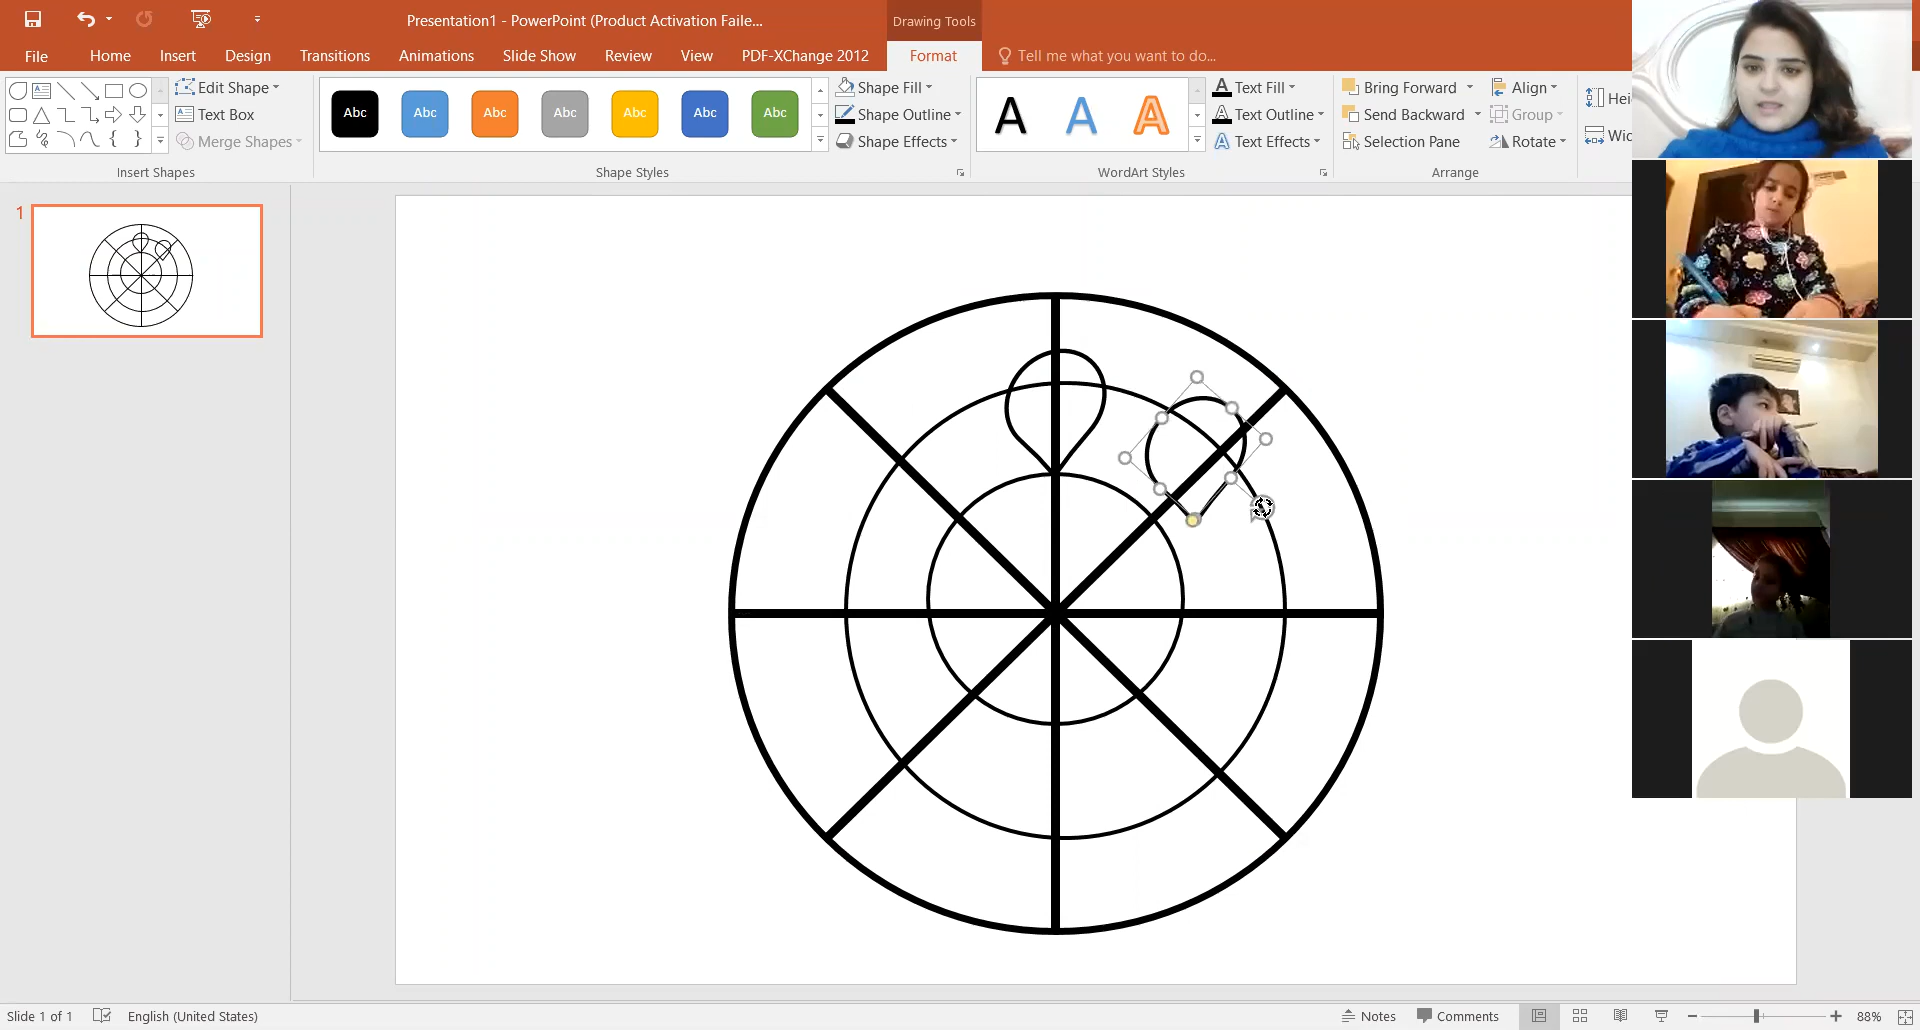 Presentation1 - PowerPoint (Product Activation Faile...
Drawing Tools
File Home Insert Design Transitions Animations Slide Show Review View PDF-XChange 2012 Format Tell me what you want to do...
Edit Shape
Text Box
Merge Shapes
Insert Shapes
Abc Abc Abc Abc Abc Abc Abc
Shape Fill
Shape Outline
Shape Effects
Shape Styles
A A A
Text Fill
Text Outline
Text Effects
WordArt Styles
Bring Forward
Send Backward
Selection Pane
Align
Group
Rotate
Arrange
Hei
Wid
1
Slide 1 of 1 English (United States) Notes Comments 88%